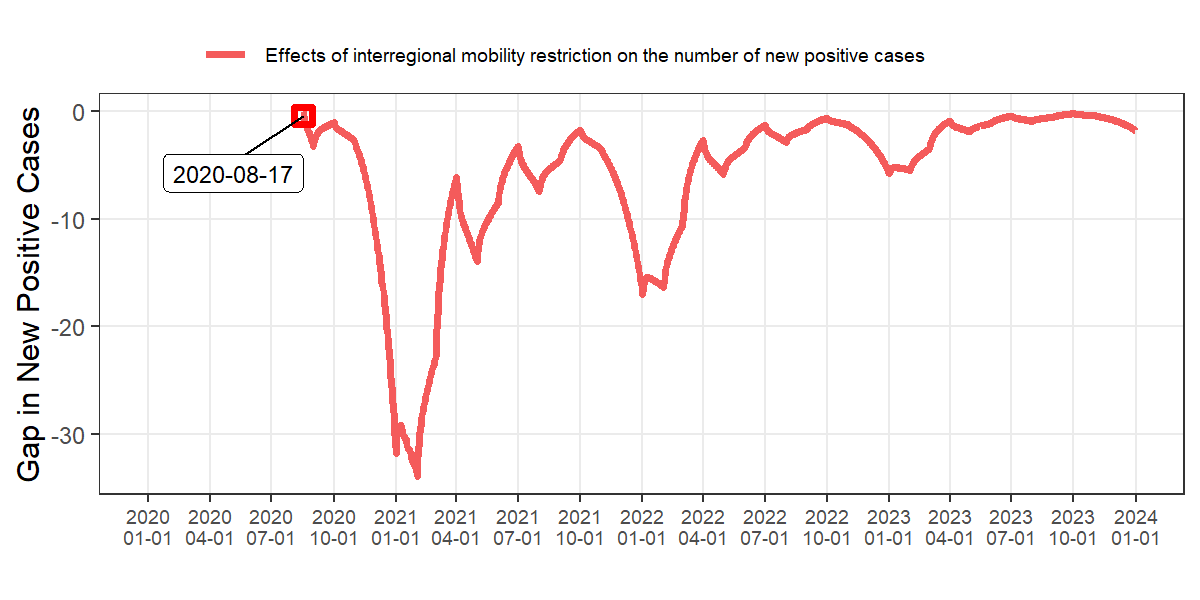 Effects of interregional mobility restriction on the number of new positive cases
Gap in New Positive Cases
0
-10
-20
-30
2020-08-17
2020 2020 2020 2020 2021 2021 2021 2021 2022 2022 2022 2022 2023 2023 2023 2023 2024
01-01 04-01 07-01 10-01 01-01 04-01 07-01 10-01 01-01 04-01 07-01 10-01 01-01 04-01 07-01 10-01 01-01